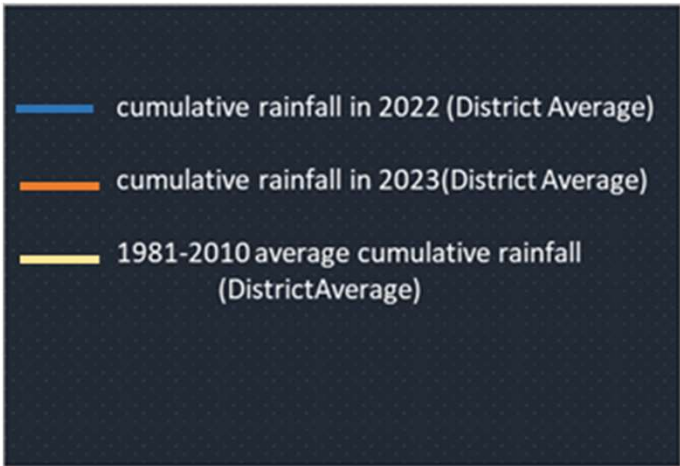 cumulative rainfall in 2022 (District Average)
cumulative rainfall in 2023(District Average)
1981-2010 average cumulative rainfall
(DistrictAverage)